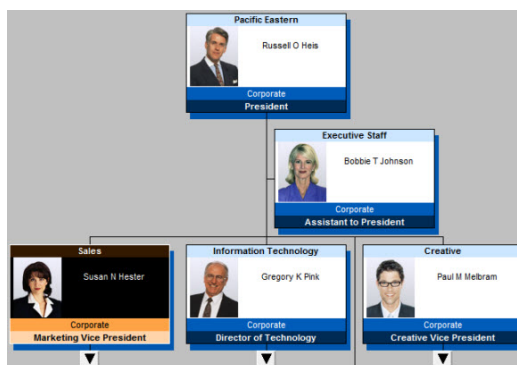 Pacific Eastern
Russell O Heis
Corporate
President
Executive Staff
Bobbie T Johnson
Corporate
Assistant to President
Sales
Susan N Hester
Corporate
Marketing Vice President
Information Technology
Gregory K Pink
Corporate
Director of Technology
Creative
Paul M Melbram
Corporate
Creative Vice President